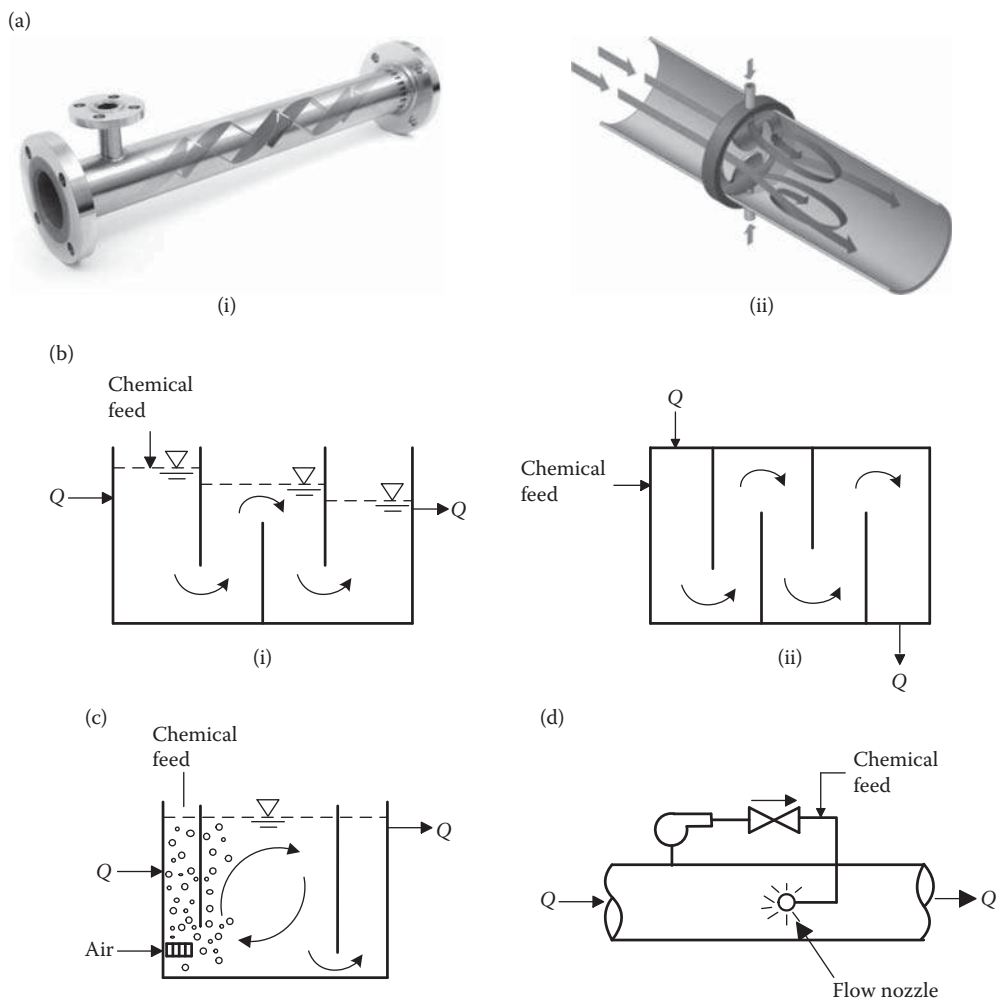 (a)
(i)
(ii)
(b)
Chemical
feed
Q
Q
(i)
Q
Chemical
feed
(ii)
Q
(c)
Chemical
feed
Q
Q
Air
(d)
Chemical
feed
Q
Q
Flow nozzle